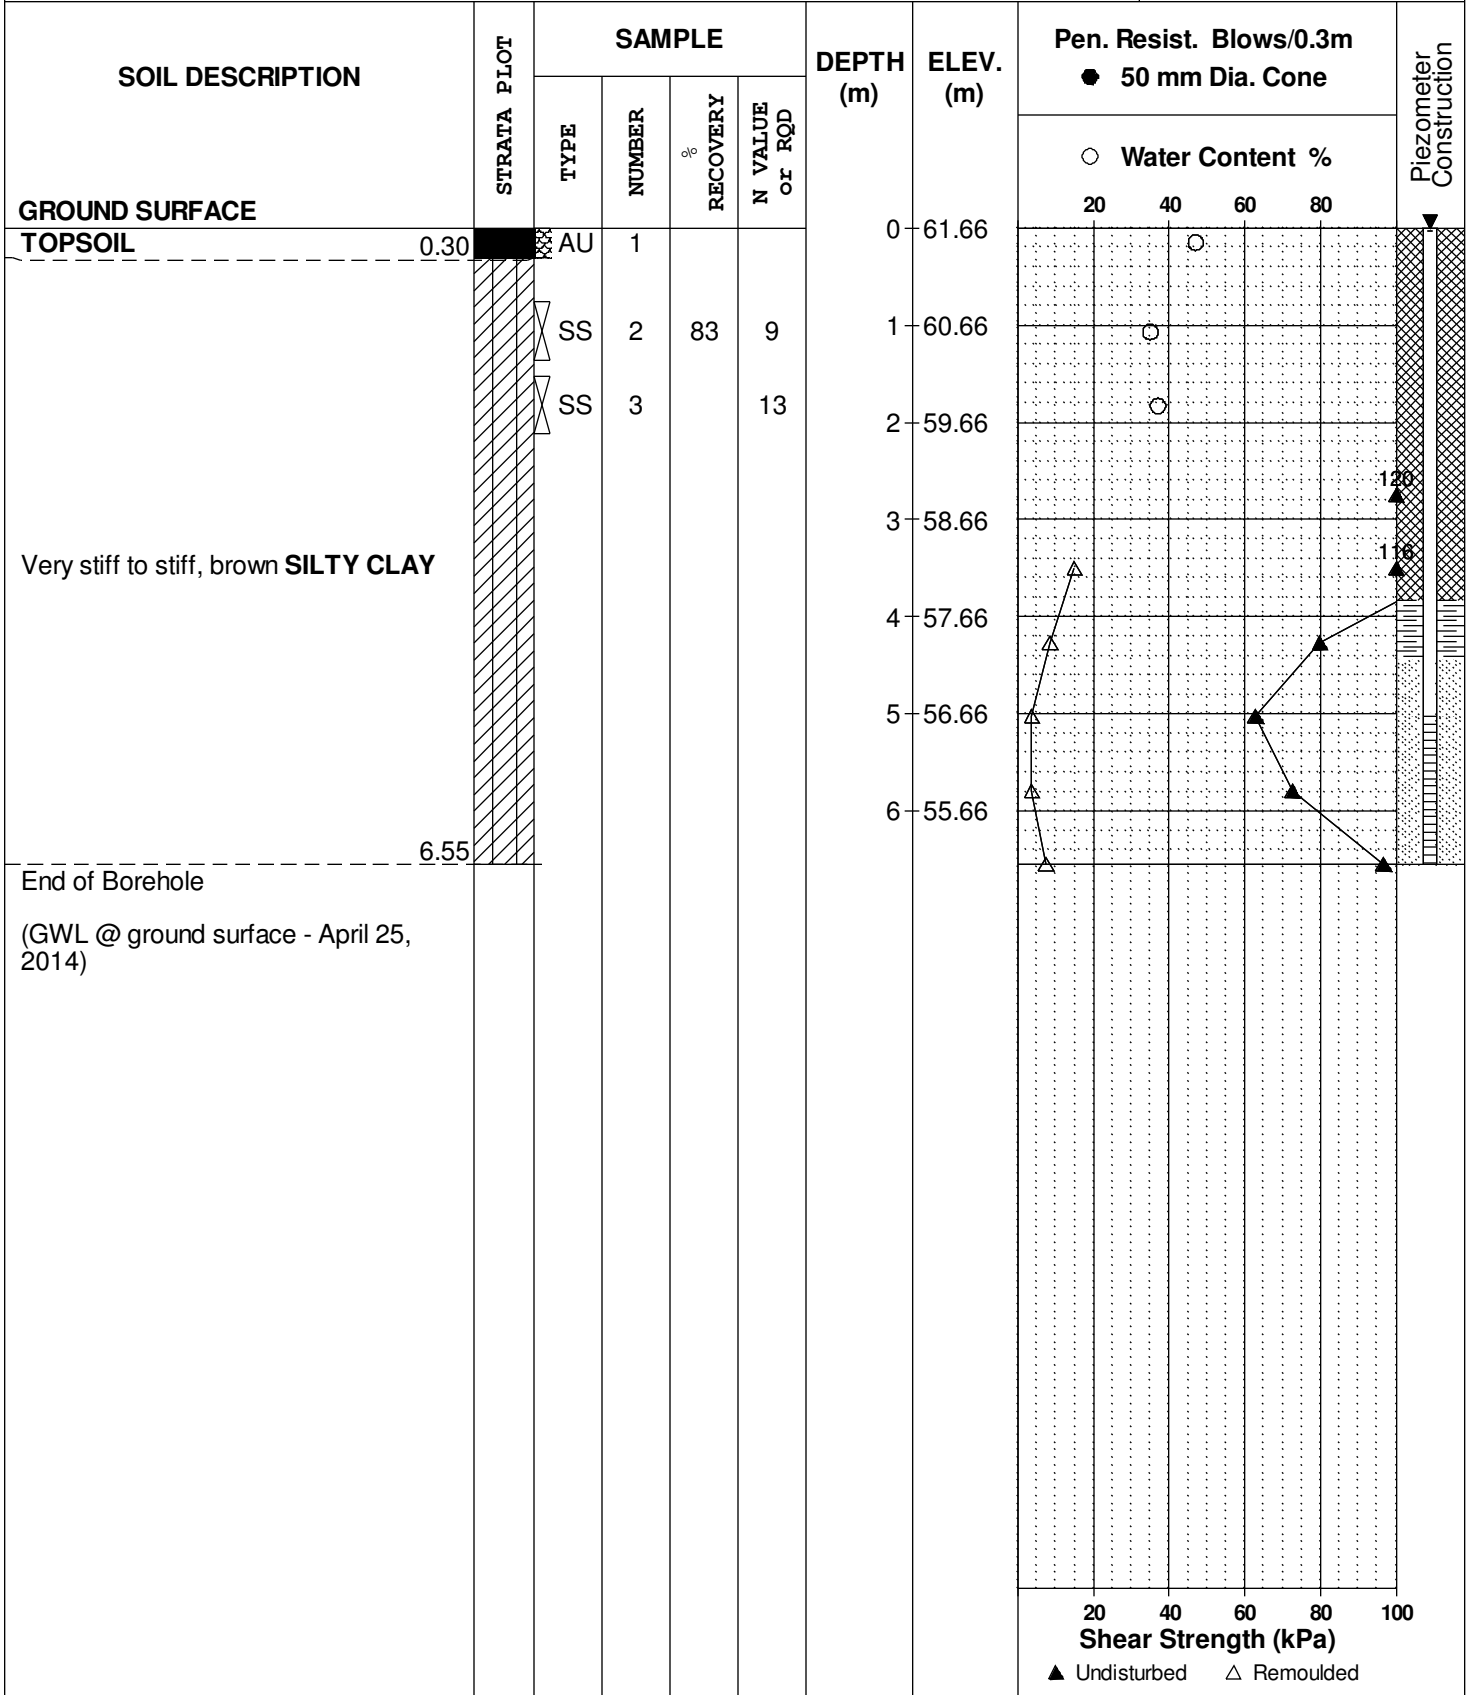 SOIL DESCRIPTION
GROUND SURFACE
STRATA PLOT
SAMPLE
TYPE
NUMBER
%
RECOVERY
N VALUE
or RQD
DEPTH
(m)
ELEV.
(m)
Pen. Resist. Blows/0.3m
● 50 mm Dia. Cone
○ Water Content %
20 40 60 80
Piezometer
Construction
TOPSOIL 0.30 AU 1
0 61.66
SS 2 83 9
1 60.66
SS 3 13
2 59.66
120
3 58.66
116
Very stiff to stiff, brown SILTY CLAY
4 57.66
5 56.66
6 55.66
6.55
End of Borehole
(GWL @ ground surface - April 25,
2014)
20 40 60 80 100
Shear Strength (kPa)
▲ Undisturbed △ Remoulded